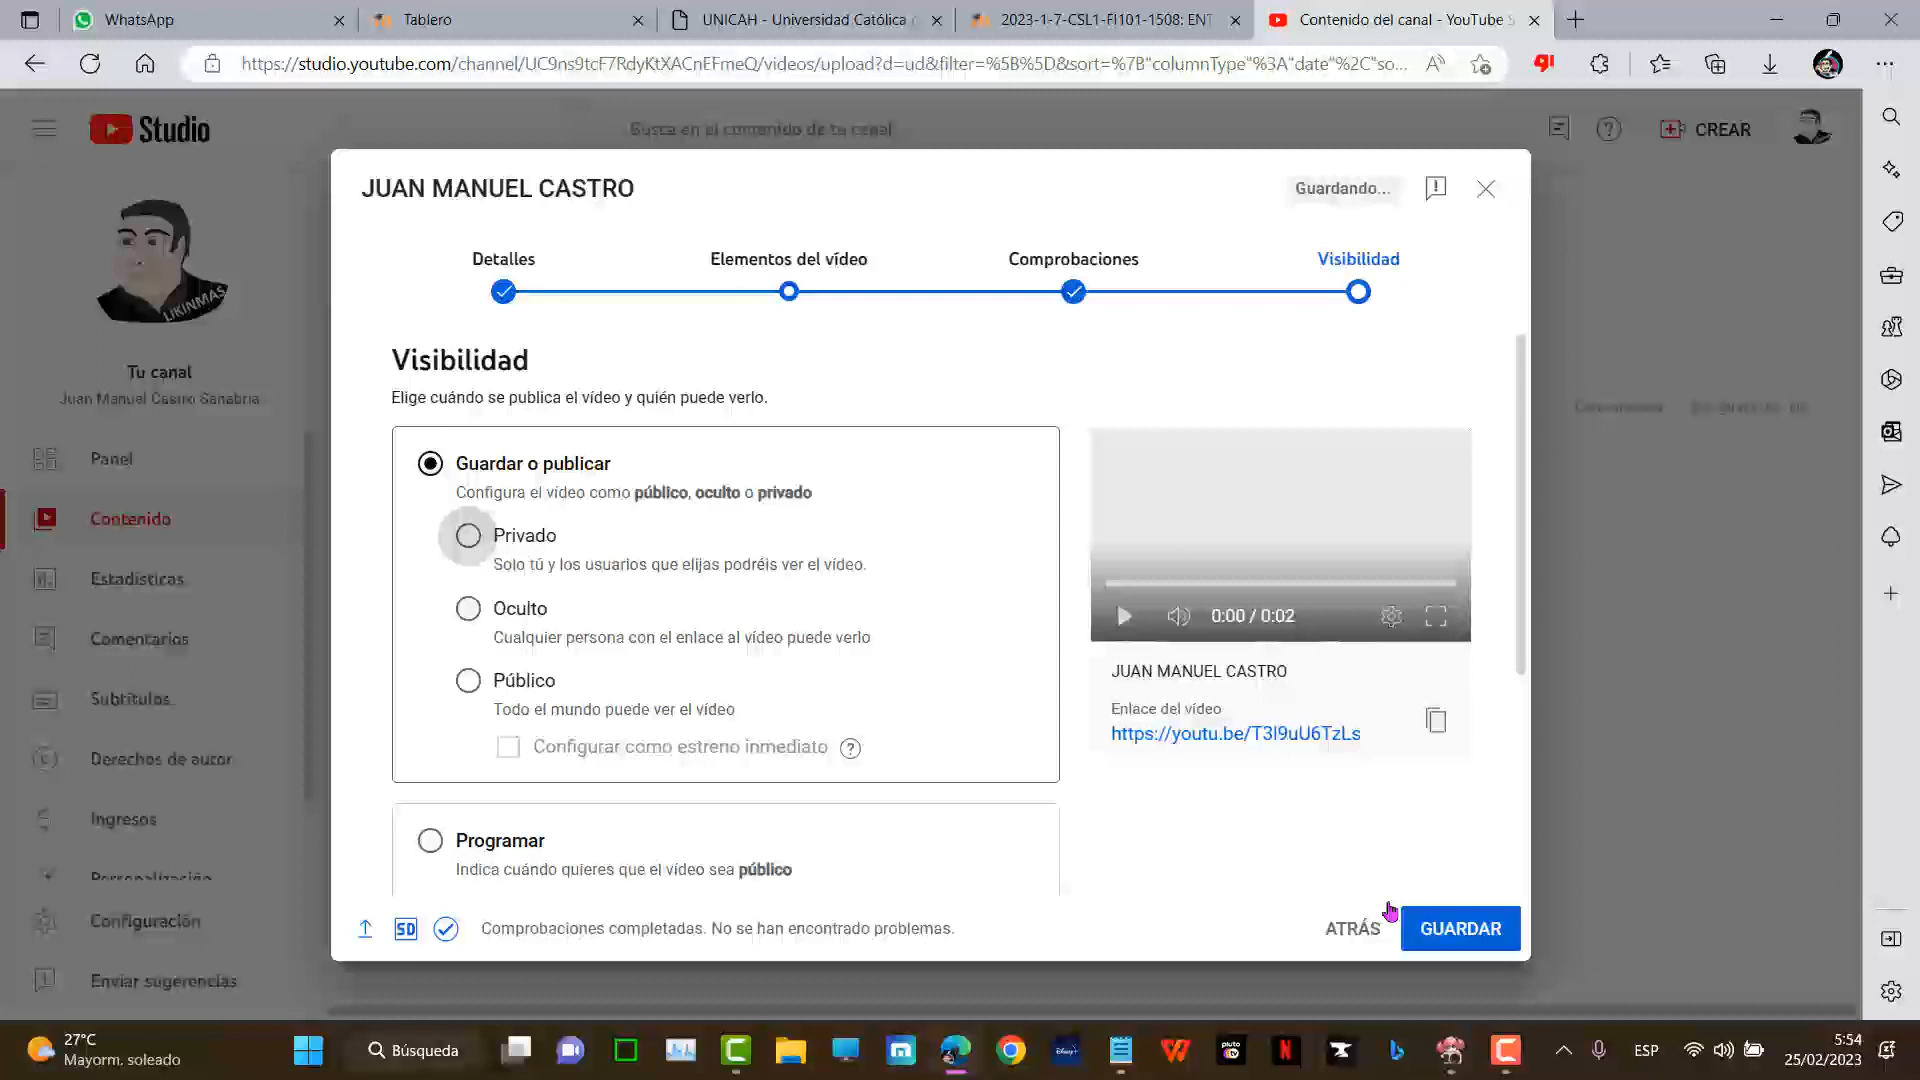 WhatsApp
Tablero
UNICAH - Universidad Católica
2023-1-7-CSL1-FI101-1508: ENT
Contenido del canal - YouTube S
https://studio.youtube.com/channel/UC9ns9tcF7RdyKtXACnEFmeQ/videos/upload?d=ud&filter=%5B%5D&sort=%7B"columnType"%3A"date"%2C"so...
Studio
Busca en el contenido de tu canal
CREAR
LIKINMAS
Tu canal
Juan Manuel Castro Sanabria
Panel
Contenido
Estadísticas
Comentarios
Subtítulos
Derechos de autor
Ingresos
Personalización
Configuración
Enviar sugerencias
JUAN MANUEL CASTRO
Guardando...
Detalles
Elementos del vídeo
Comprobaciones
Visibilidad
Visibilidad
Elige cuándo se publica el vídeo y quién puede verlo.
Guardar o publicar
Configura el vídeo como público, oculto o privado
Privado
Solo tú y los usuarios que elijas podréis ver el vídeo.
Oculto
Cualquier persona con el enlace al vídeo puede verlo
Público
Todo el mundo puede ver el vídeo
Configurar como estreno inmediato
Programar
Indica cuándo quieres que el vídeo sea público
0:00 / 0:02
JUAN MANUEL CASTRO
Enlace del vídeo
https://youtu.be/T3l9uU6TzLs
SD
Comprobaciones completadas. No se han encontrado problemas.
ATRÁS
GUARDAR
27°C
Mayorm. soleado
Búsqueda
ESP
5:54
25/02/2023